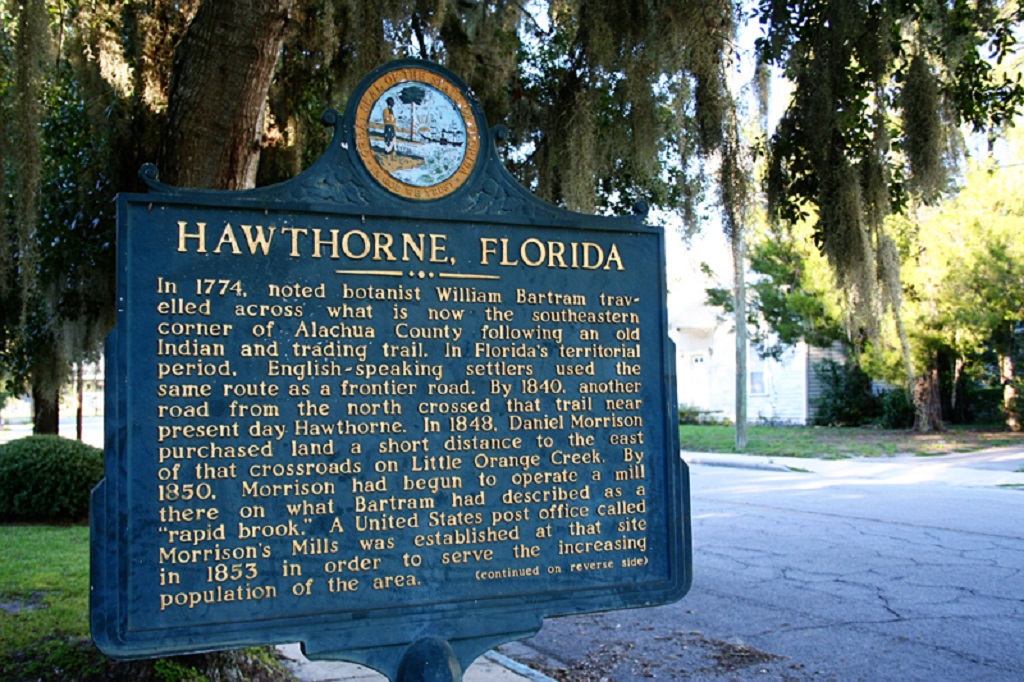 HAWTHORNE, FLORIDA
In 1774, noted botanist William Bartram trav-
elled across what is now the southeastern
corner of Alachua County following an old
Indian and trading trail. In Florida's territorial
period, English-speaking settlers used the
same route as a frontier road. By 1840, another
road from the north crossed that trail near
present day Hawthorne. In 1848, Daniel Morrison
purchased land a short distance to the east
of that crossroads on Little Orange Creek. By
1850, Morrison had begun to operate a mill
there on what Bartram had described as a
"rapid brook." A United States post office called
Morrison's Mills was established at that site
in 1853 in order to serve the increasing
population of the area. (continued on reverse side)